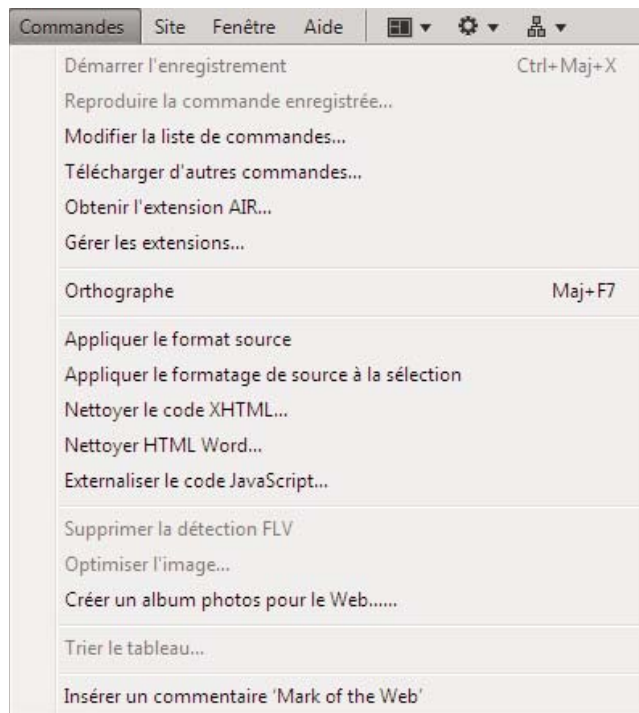 Commandes Site Fenêtre Aide
Démarrer l'enregistrement Ctrl+Maj+X
Reproduire la commande enregistrée...
Modifier la liste de commandes...
Télécharger d'autres commandes...
Obtenir l'extension AIR...
Gérer les extensions...
Orthographe Maj+F7
Appliquer le format source
Appliquer le formatage de source à la sélection
Nettoyer le code XHTML...
Nettoyer HTML Word...
Externaliser le code JavaScript...
Supprimer la détection FLV
Optimiser l'image...
Créer un album photos pour le Web......
Trier le tableau...
Insérer un commentaire 'Mark of the Web'